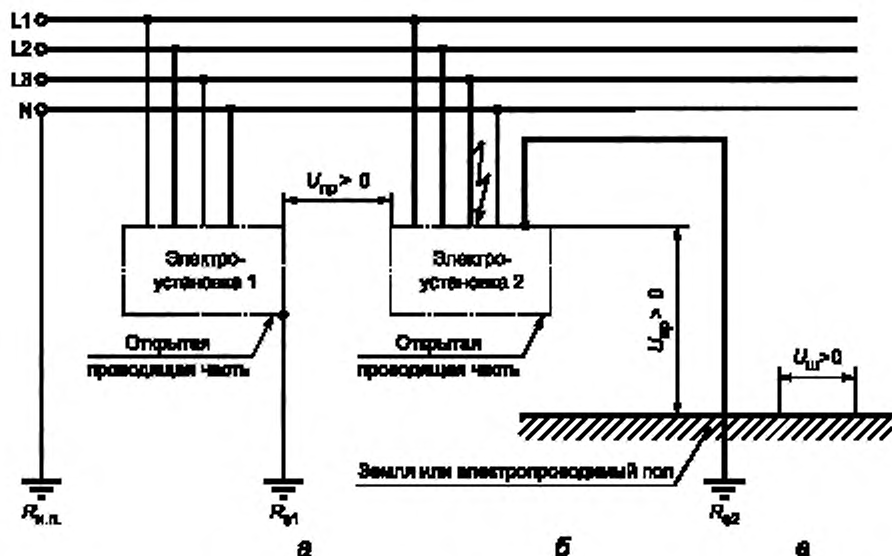 L1
L2
L3
N
Uпр > 0
Электро-
установка 1
Электро-
установка 2
Открытая
проводящая часть
Открытая
проводящая часть
Uпр > 0
Uш>0
Земля или электропроводимый пол
Rн.п.
Rз1
Rз2
а
б
в